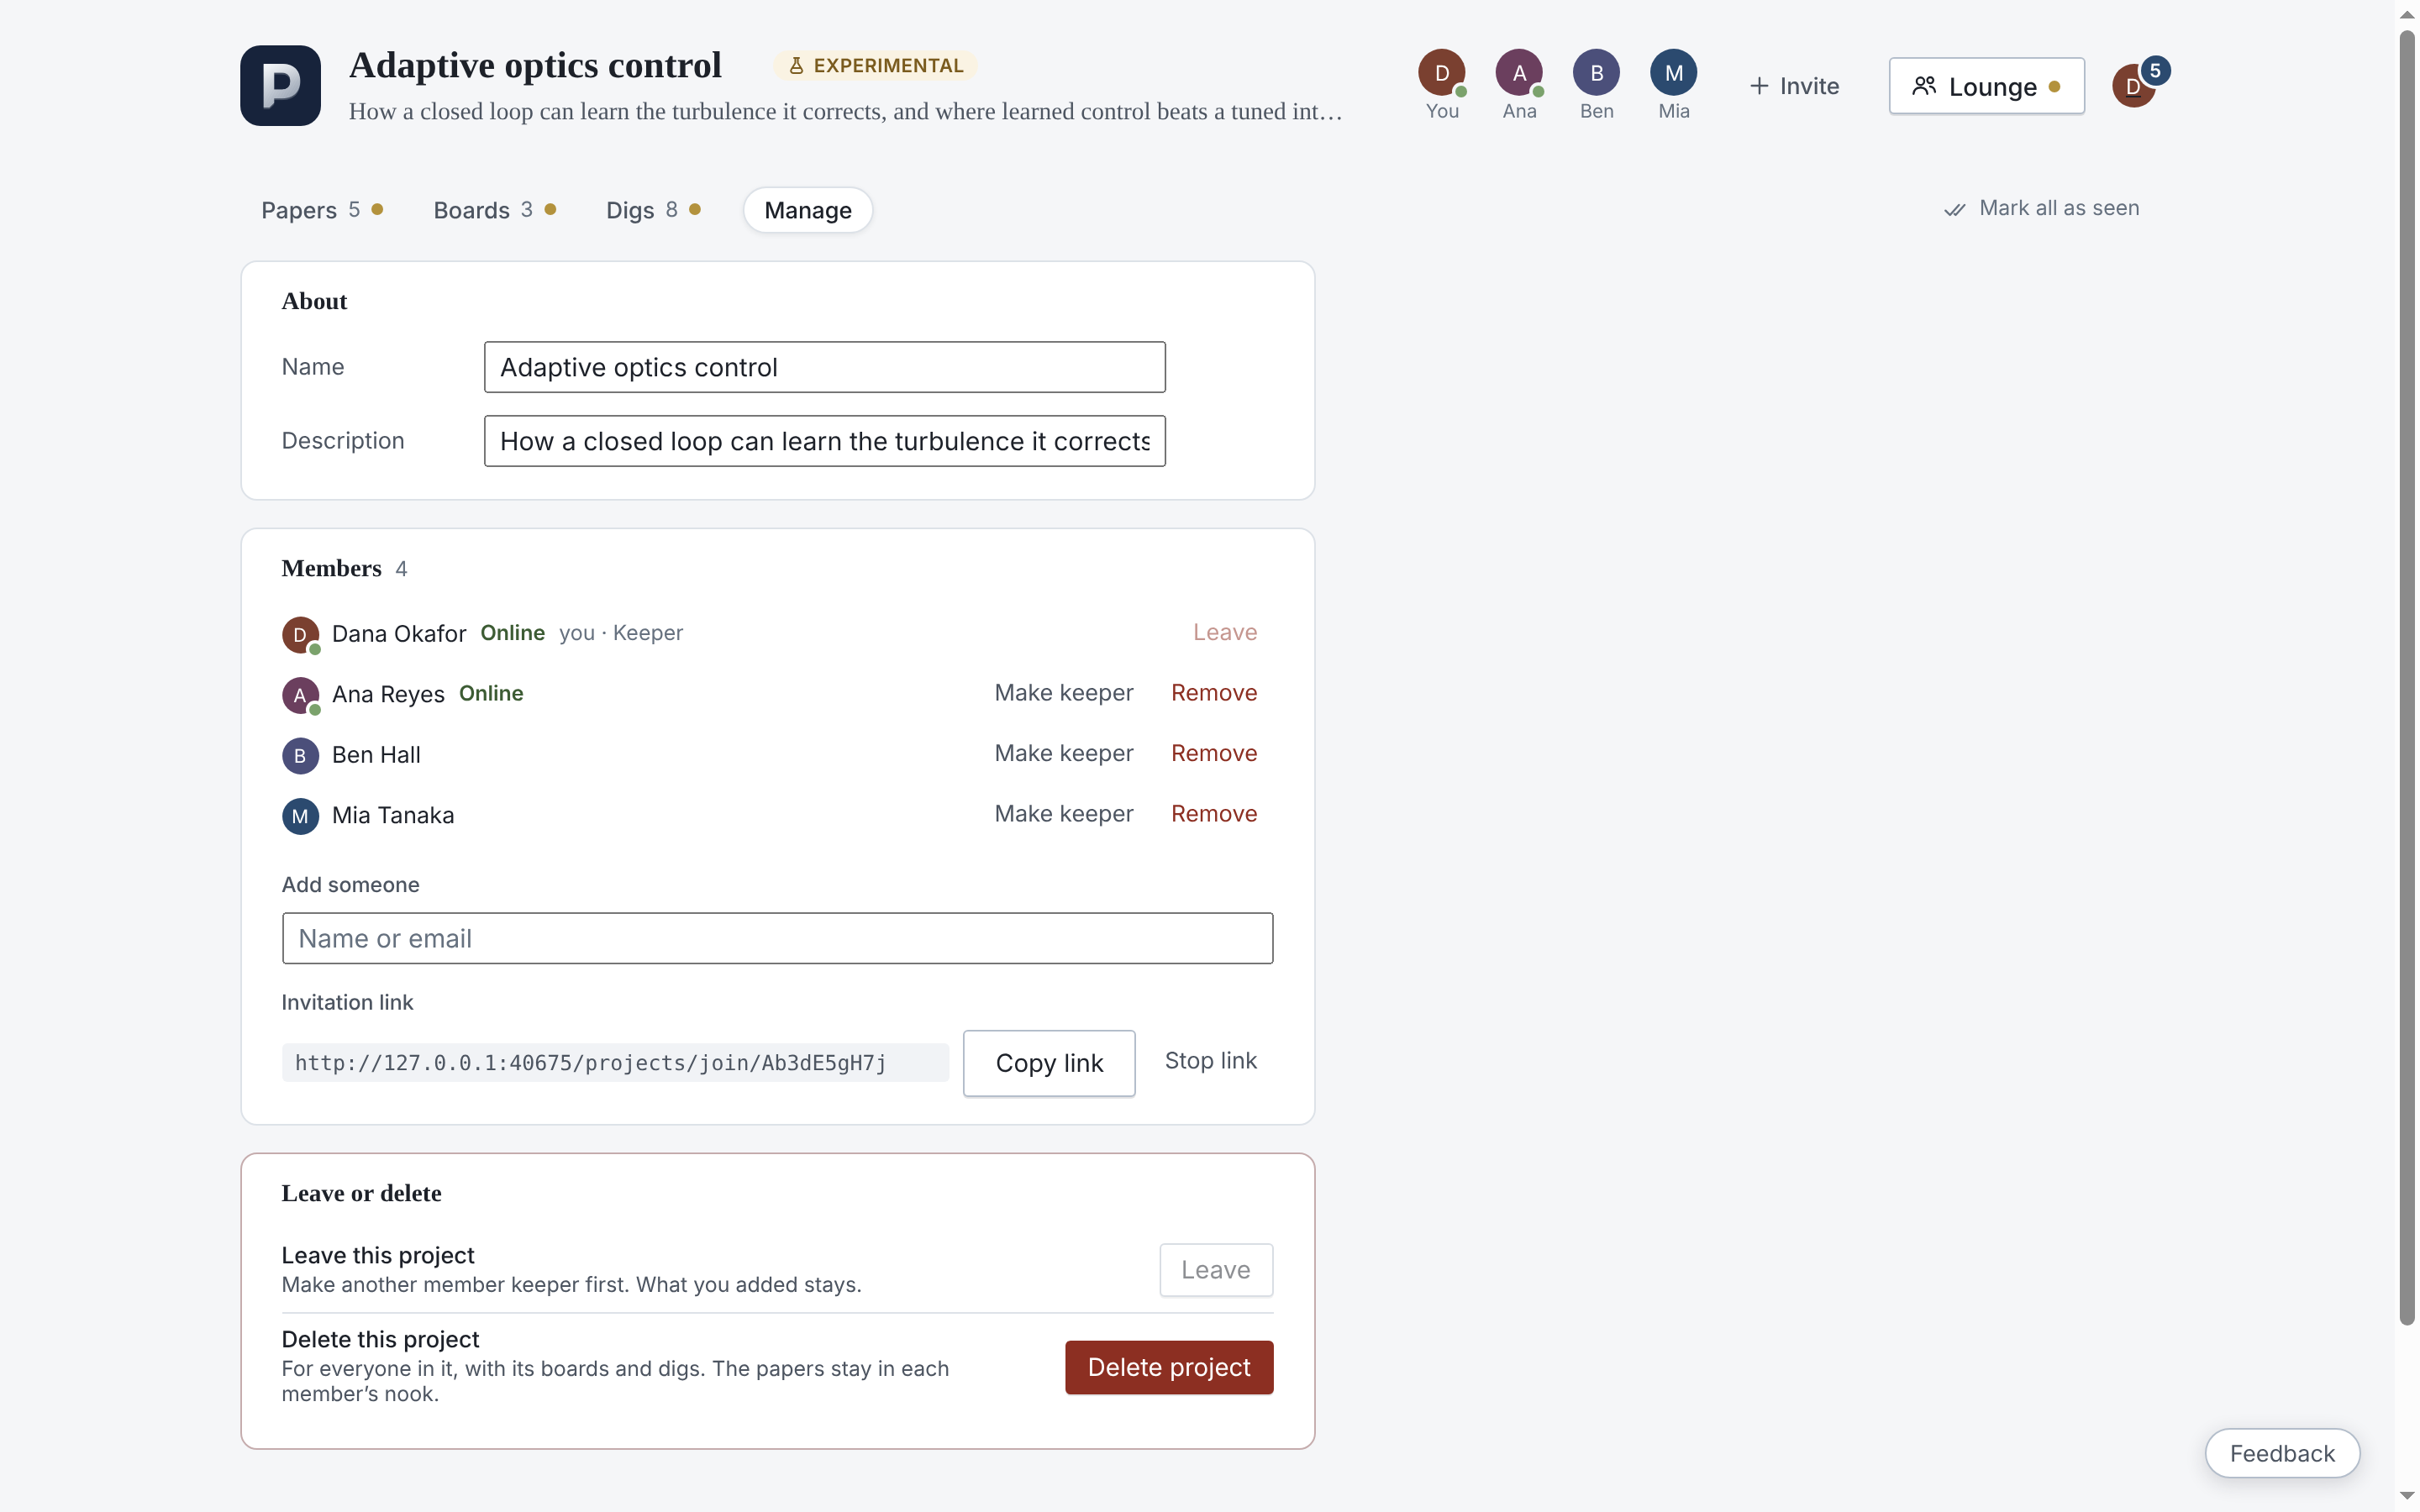 P
Adaptive optics control
EXPERIMENTAL
How a closed loop can learn the turbulence it corrects, and where learned control beats a tuned int…
D
You
A
Ana
B
Ben
M
Mia
+ Invite
Lounge
D
5
Papers 5
Boards 3
Digs 8
Manage
Mark all as seen
About
Name
Adaptive optics control
Description
How a closed loop can learn the turbulence it corrects
Members 4
D Dana Okafor Online you · Keeper Leave
A Ana Reyes Online Make keeper Remove
B Ben Hall Make keeper Remove
M Mia Tanaka Make keeper Remove
Add someone
Name or email
Invitation link
http://127.0.0.1:40675/projects/join/Ab3dE5gH7j Copy link Stop link
Leave or delete
Leave this project
Make another member keeper first. What you added stays.
Leave
Delete this project
For everyone in it, with its boards and digs. The papers stay in each
member’s nook.
Delete project
Feedback